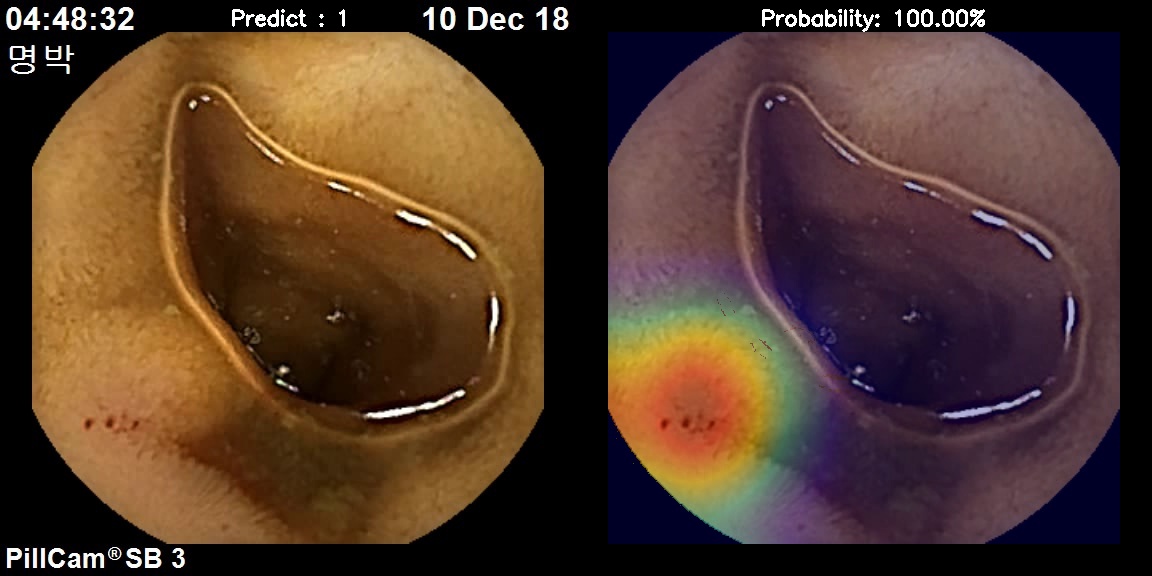 04:48:32
Predict : 1
10 Dec 18
Probability: 100.00%
명박
PillCam® SB 3